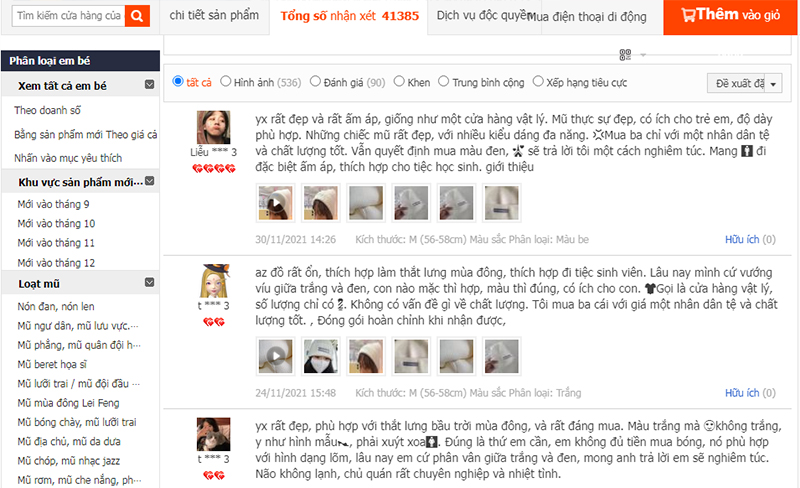 Tìm kiếm cửa hàng của
chi tiết sản phẩm
Tổng số nhận xét 41385
Dịch vụ độc quyền
Mua điện thoại di động
Thêm vào giỏ
Phân loại em bé
Xem tất cả em bé
Theo doanh số
Bằng sản phẩm mới Theo giá cả
Nhấn vào mục yêu thích
Khu vực sản phẩm mới...
Mới vào tháng 9
Mới vào tháng 10
Mới vào tháng 11
Mới vào tháng 12
Loạt mũ
Nón đan, nón len
Mũ ngư dân, mũ lưu vực...
Mũ phẳng, mũ quân đội h...
Mũ beret họa sĩ
Mũ lưỡi trai / mũ đội đầu ...
Mũ mùa đông Lei Feng
Mũ bóng chày, mũ lưỡi trai
Mũ địa chủ, mũ da dưa
Mũ chóp, mũ nhạc jazz
Mũ rơm, mũ che nắng, ph...
tất cả
Hình ảnh (536)
Đánh giá (90)
Khen
Trung bình cộng
Xếp hạng tiêu cực
Đề xuất đặ
Liễu *** 3
yx rất đẹp và rất ấm áp, giống như một cửa hàng vật lý. Mũ thực sự đẹp, có ích cho trẻ em, độ dày
phù hợp. Những chiếc mũ rất đẹp, với nhiều kiểu dáng đa năng. Mua ba chỉ với một nhân dân tệ
và chất lượng tốt. Vẫn quyết định mua màu đen, sẽ trả lời tôi một cách nghiêm túc. Mang đi
đặc biệt ấm áp, thích hợp cho tiệc học sinh. giới thiệu
30/11/2021 14:26 Kích thước: M (56-58cm) Màu sắc Phân loại: Màu be
Hữu ích (0)
t *** 3
az đồ rất ổn, thích hợp làm thắt lưng mùa đông, thích hợp đi tiệc sinh viên. Lâu nay mình cứ vướng
víu giữa trắng và đen, con nào mặc thì hợp, màu thì đúng, có ích cho con. Gọi là cửa hàng vật lý,
số lượng chỉ có 2. Không có vấn đề gì về chất lượng. Tôi mua ba cái với giá một nhân dân tệ và chất
lượng tốt. , Đóng gói hoàn chỉnh khi nhận được,
24/11/2021 15:48 Kích thước: M (56-58cm) Màu sắc Phân loại: Trắng
Hữu ích (0)
t *** 3
yx rất đẹp, phù hợp với thắt lưng bầu trời mùa đông, và rất đáng mua. Màu trắng mà không trắng,
y như hình mẫu, phải xuýt xoa. Đúng là thứ em cần, em không đủ tiền mua bóng, nó phù hợp
với hình dạng lõm, lâu nay em cứ phân vân giữa trắng và đen, mong anh trả lời em sẽ nghiêm túc.
Não không lạnh, chủ quán rất chuyên nghiệp và nhiệt tình.